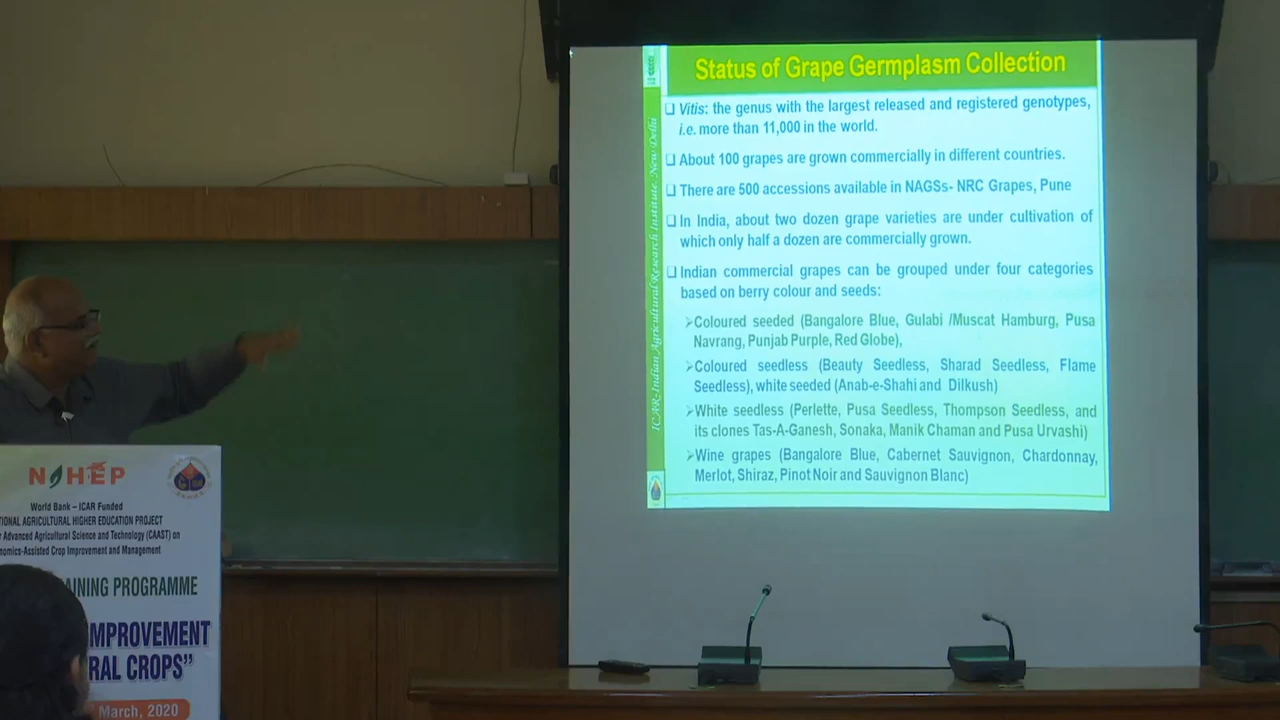 Status of Grape Germplasm Collection
❑ Vitis: the genus with the largest released and registered genotypes,
i.e. more than 11,000 in the world.
❑ About 100 grapes are grown commercially in different countries.
❑ There are 500 accessions available in NAGSs- NRC Grapes, Pune
❑ In India, about two dozen grape varieties are under cultivation of
which only half a dozen are commercially grown.
❑ Indian commercial grapes can be grouped under four categories
based on berry colour and seeds:
➢Coloured seeded (Bangalore Blue, Gulabi /Muscat Hamburg, Pusa
Navrang, Punjab Purple, Red Globe),
➢Coloured seedless (Beauty Seedless, Sharad Seedless, Flame
Seedless), white seeded (Anab-e-Shahi and Dilkush)
➢White seedless (Perlette, Pusa Seedless, Thompson Seedless, and
its clones Tas-A-Ganesh, Sonaka, Manik Chaman and Pusa Urvashi)
➢Wine grapes (Bangalore Blue, Cabernet Sauvignon, Chardonnay,
Merlot, Shiraz, Pinot Noir and Sauvignon Blanc)
ICAR-Indian Agricultural Research Institute, New Delhi
NAHEP
World Bank – ICAR Funded
TIONAL AGRICULTURAL HIGHER EDUCATION PROJECT
r Advanced Agricultural Science and Technology (CAAST) on
nomics-Assisted Crop Improvement and Management
AINING PROGRAMME
MPROVEMENT
RAL CROPS”
March, 2020